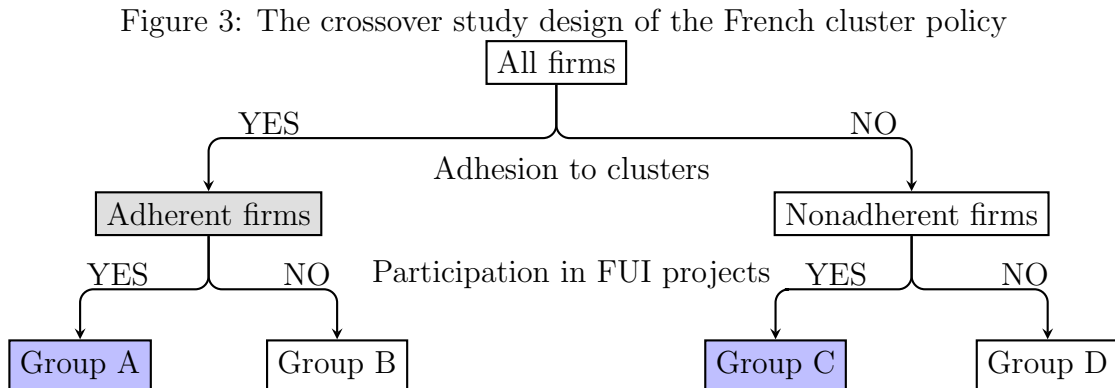 Figure 3: The crossover study design of the French cluster policy
All firms
YES
NO
Adhesion to clusters
Adherent firms
Nonadherent firms
YES
NO
Participation in FUI projects
YES
NO
Group A
Group B
Group C
Group D